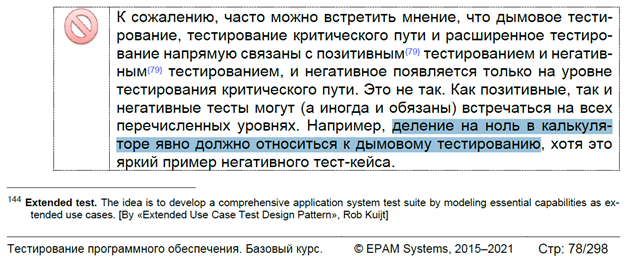 К сожалению, часто можно встретить мнение, что дымовое тести-
рование, тестирование критического пути и расширенное тестиро-
вание напрямую связаны с позитивным{79} тестированием и негатив-
ным{79} тестированием, и негативное появляется только на уровне
тестирования критического пути. Это не так. Как позитивные, так и
негативные тесты могут (а иногда и обязаны) встречаться на всех
перечисленных уровнях. Например, деление на ноль в калькуля-
торе явно должно относиться к дымовому тестированию, хотя это
яркий пример негативного тест-кейса.
144 Extended test. The idea is to develop a comprehensive application system test suite by modeling essential capabilities as ex-
tended use cases. [By «Extended Use Case Test Design Pattern», Rob Kuijt]
Тестирование программного обеспечения. Базовый курс. © EPAM Systems, 2015–2021 Стр: 78/298